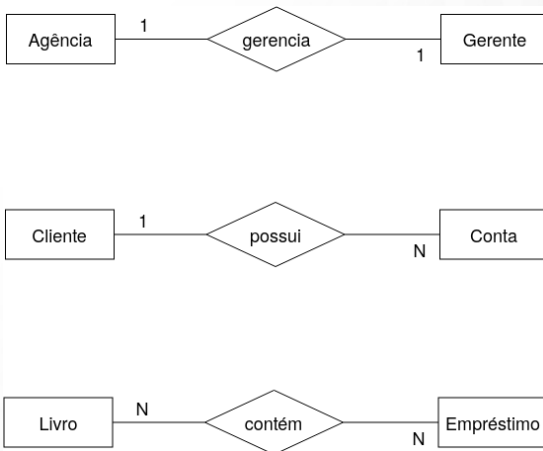 Agência 1 gerencia 1 Gerente
Cliente 1 possui N Conta
Livro N contém N Empréstimo